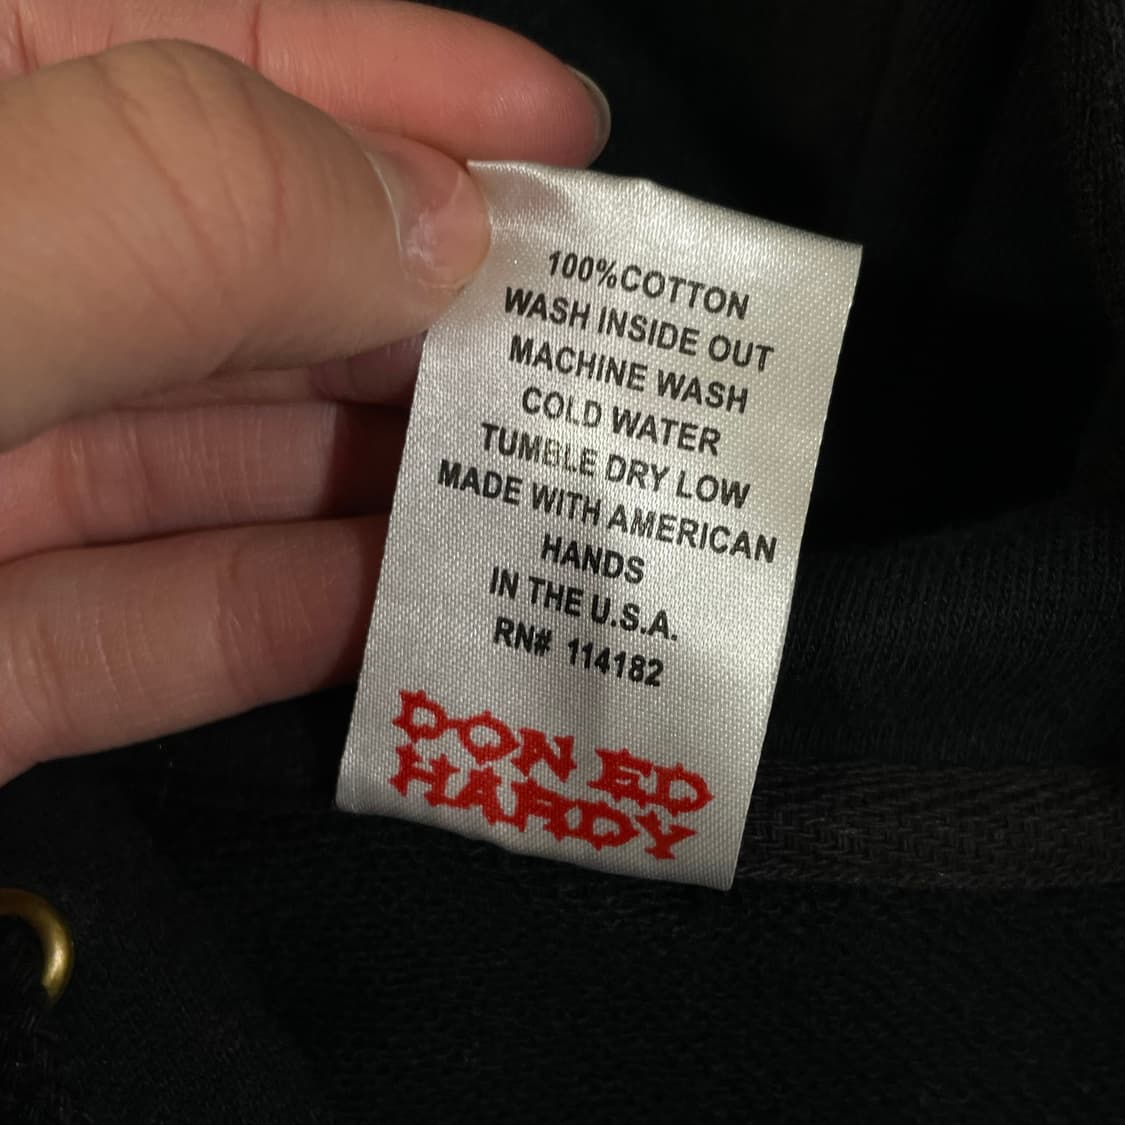 100%COTTON
WASH INSIDE OUT
MACHINE WASH
COLD WATER
TUMBLE DRY LOW
MADE WITH AMERICAN
HANDS
IN THE U.S.A.
RN# 114182
DON ED
HARDY